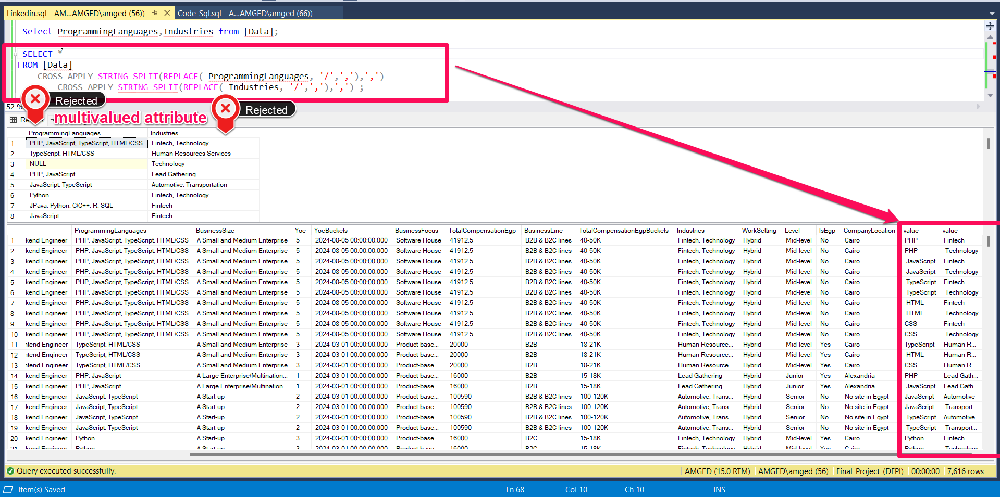 Linkedin.sql - AM...AMGED\amged (56))
Code_Sql.sql - A...AMGED\amged (66))
Select ProgrammingLanguages,Industries from [Data];
SELECT *
FROM [Data]
CROSS APPLY STRING_SPLIT(REPLACE( ProgrammingLanguages, '/',','),',')
CROSS APPLY STRING_SPLIT(REPLACE( Industries, '/',','),',') ;
Rejected
Rejected
52 %
multivalued attribute
ProgrammingLanguages Industries
1 PHP, JavaScript, TypeScript, HTML/CSS Fintech, Technology
2 TypeScript, HTML/CSS Human Resources Services
3 NULL Technology
4 PHP, JavaScript Lead Gathering
5 JavaScript, TypeScript Automotive, Transportation
6 Python Fintech, Technology
7 JPava, Python, C/C++, R, SQL Fintech
8 JavaScript Fintech
ProgrammingLanguages BusinessSize Yoe YoeBuckets BusinessFocus TotalCompensationEgp BusinessLine TotalCompensationEgpBuckets Industries WorkSetting Level IsEgp CompanyLocation value value
1 kend Engineer PHP, JavaScript, TypeScript, HTML/CSS A Small and Medium Enterprise 5 2024-08-05 00:00:00.000 Software House 41912.5 B2B & B2C lines 40-50K Fintech, Technology Hybrid Mid-level No Cairo PHP Fintech
2 kend Engineer PHP, JavaScript, TypeScript, HTML/CSS A Small and Medium Enterprise 5 2024-08-05 00:00:00.000 Software House 41912.5 B2B & B2C lines 40-50K Fintech, Technology Hybrid Mid-level No Cairo PHP Technology
3 kend Engineer PHP, JavaScript, TypeScript, HTML/CSS A Small and Medium Enterprise 5 2024-08-05 00:00:00.000 Software House 41912.5 B2B & B2C lines 40-50K Fintech, Technology Hybrid Mid-level No Cairo JavaScript Fintech
4 kend Engineer PHP, JavaScript, TypeScript, HTML/CSS A Small and Medium Enterprise 5 2024-08-05 00:00:00.000 Software House 41912.5 B2B & B2C lines 40-50K Fintech, Technology Hybrid Mid-level No Cairo JavaScript Technology
5 kend Engineer PHP, JavaScript, TypeScript, HTML/CSS A Small and Medium Enterprise 5 2024-08-05 00:00:00.000 Software House 41912.5 B2B & B2C lines 40-50K Fintech, Technology Hybrid Mid-level No Cairo TypeScript Fintech
6 kend Engineer PHP, JavaScript, TypeScript, HTML/CSS A Small and Medium Enterprise 5 2024-08-05 00:00:00.000 Software House 41912.5 B2B & B2C lines 40-50K Fintech, Technology Hybrid Mid-level No Cairo TypeScript Technology
7 kend Engineer PHP, JavaScript, TypeScript, HTML/CSS A Small and Medium Enterprise 5 2024-08-05 00:00:00.000 Software House 41912.5 B2B & B2C lines 40-50K Fintech, Technology Hybrid Mid-level No Cairo HTML Fintech
8 kend Engineer PHP, JavaScript, TypeScript, HTML/CSS A Small and Medium Enterprise 5 2024-08-05 00:00:00.000 Software House 41912.5 B2B & B2C lines 40-50K Fintech, Technology Hybrid Mid-level No Cairo HTML Technology
9 kend Engineer PHP, JavaScript, TypeScript, HTML/CSS A Small and Medium Enterprise 5 2024-08-05 00:00:00.000 Software House 41912.5 B2B & B2C lines 40-50K Fintech, Technology Hybrid Mid-level No Cairo CSS Fintech
10 kend Engineer PHP, JavaScript, TypeScript, HTML/CSS A Small and Medium Enterprise 5 2024-08-05 00:00:00.000 Software House 41912.5 B2B & B2C lines 40-50K Fintech, Technology Hybrid Mid-level No Cairo CSS Technology
11 ntend Engineer TypeScript, HTML/CSS A Small and Medium Enterprise 3 2024-03-01 00:00:00.000 Product-base... 20000 B2B 18-21K Human Resource... Hybrid Mid-level Yes Cairo TypeScript Human R...
12 ntend Engineer TypeScript, HTML/CSS A Small and Medium Enterprise 3 2024-03-01 00:00:00.000 Product-base... 20000 B2B 18-21K Human Resource... Hybrid Mid-level Yes Cairo HTML Human R...
13 ntend Engineer TypeScript, HTML/CSS A Small and Medium Enterprise 3 2024-03-01 00:00:00.000 Product-base... 20000 B2B 18-21K Human Resource... Hybrid Mid-level Yes Cairo CSS Human R...
14 kend Engineer PHP, JavaScript A Large Enterprise/Multination... 1 2024-03-01 00:00:00.000 Product-base... 16000 B2B 15-18K Lead Gathering Hybrid Junior Yes Alexandria PHP Lead Gath...
15 kend Engineer PHP, JavaScript A Large Enterprise/Multination... 1 2024-03-01 00:00:00.000 Product-base... 16000 B2B 15-18K Lead Gathering Hybrid Junior Yes Alexandria JavaScript Lead Gath...
16 kend Engineer JavaScript, TypeScript A Start-up 2 2024-03-01 00:00:00.000 Product-base... 100590 B2B & B2C lines 100-120K Automotive, Trans... Hybrid Senior No No site in Egypt JavaScript Automotive
17 kend Engineer JavaScript, TypeScript A Start-up 2 2024-03-01 00:00:00.000 Product-base... 100590 B2B & B2C lines 100-120K Automotive, Trans... Hybrid Senior No No site in Egypt JavaScript Transport...
18 kend Engineer JavaScript, TypeScript A Start-up 2 2024-03-01 00:00:00.000 Product-base... 100590 B2B & B2C lines 100-120K Automotive, Trans... Hybrid Senior No No site in Egypt TypeScript Automotive
19 kend Engineer JavaScript, TypeScript A Start-up 2 2024-03-01 00:00:00.000 Product-base... 100590 B2B & B2C lines 100-120K Automotive, Trans... Hybrid Senior No No site in Egypt TypeScript Transport...
20 kend Engineer Python A Start-up 3 2024-03-01 00:00:00.000 Product-base... 16000 B2C 15-18K Fintech, Technology Hybrid Mid-level Yes Cairo Python Fintech
21 kend Engineer Python A Start-up 3 2024-03-01 00:00:00.000 Product-base... 16000 B2C 15-18K Fintech, Technology Hybrid Mid-level Yes Cairo Python Technology
Query executed successfully.
AMGED (15.0 RTM) AMGED\amged (56) Final_Project_(DFPI) 00:00:00 7,616 rows
Item(s) Saved
Ln 68 Col 10 Ch 10 INS